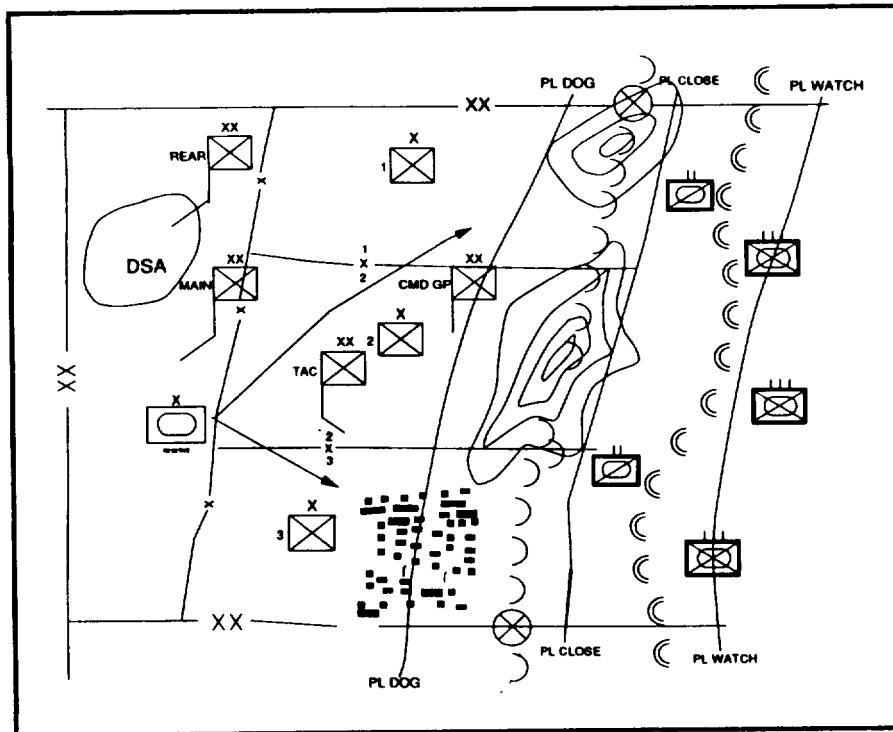 PL DOG
PL CLOSE
PL WATCH
XX
XX
REAR
X
1
X
DSA
XX
MAIN
1
X
2
XX
CMD GP
X
X
2
XX
TAC
XX
X
2
X
3
X
X
3
XX
PL DOG
PL CLOSE
PL WATCH